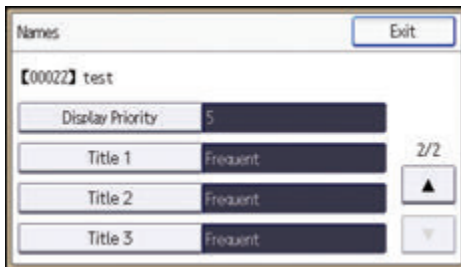 Names Exit
【00022】 test
Display Priority 5
Title 1 Frequent
2/2
Title 2 Frequent
▲
Title 3 Frequent
▼